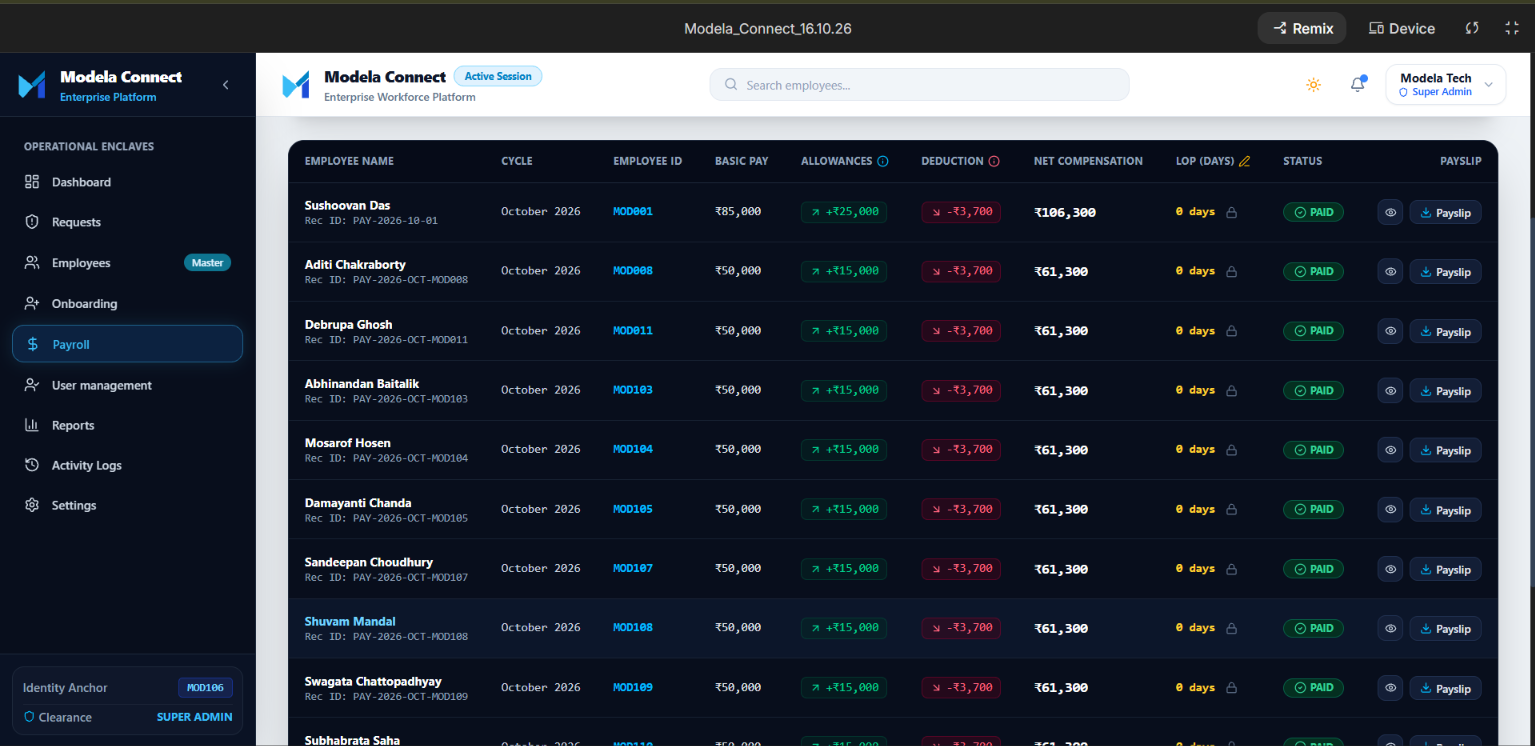 Modela_Connect_16.10.26
Remix
Device
Modela Connect
Enterprise Platform
Modela Connect
Active Session
Enterprise Workforce Platform
Search employees...
Modela Tech
Super Admin
OPERATIONAL ENCLAVES
Dashboard
Requests
Employees
Master
Onboarding
Payroll
User management
Reports
Activity Logs
Settings
Identity Anchor MOD106
Clearance SUPER ADMIN
EMPLOYEE NAME CYCLE EMPLOYEE ID BASIC PAY ALLOWANCES DEDUCTION NET COMPENSATION LOP (DAYS) STATUS PAYSLIP
Sushoovan Das October 2026 MOD001 ₹85,000 +₹25,000 -₹3,700 ₹106,300 0 days PAID Payslip
Rec ID: PAY-2026-10-01
Aditi Chakraborty October 2026 MOD008 ₹50,000 +₹15,000 -₹3,700 ₹61,300 0 days PAID Payslip
Rec ID: PAY-2026-OCT-MOD008
Debrupa Ghosh October 2026 MOD011 ₹50,000 +₹15,000 -₹3,700 ₹61,300 0 days PAID Payslip
Rec ID: PAY-2026-OCT-MOD011
Abhinandan Baitalik October 2026 MOD103 ₹50,000 +₹15,000 -₹3,700 ₹61,300 0 days PAID Payslip
Rec ID: PAY-2026-OCT-MOD103
Mosarof Hosen October 2026 MOD104 ₹50,000 +₹15,000 -₹3,700 ₹61,300 0 days PAID Payslip
Rec ID: PAY-2026-OCT-MOD104
Damayanti Chanda October 2026 MOD105 ₹50,000 +₹15,000 -₹3,700 ₹61,300 0 days PAID Payslip
Rec ID: PAY-2026-OCT-MOD105
Sandeepan Choudhury October 2026 MOD107 ₹50,000 +₹15,000 -₹3,700 ₹61,300 0 days PAID Payslip
Rec ID: PAY-2026-OCT-MOD107
Shuvam Mandal October 2026 MOD108 ₹50,000 +₹15,000 -₹3,700 ₹61,300 0 days PAID Payslip
Rec ID: PAY-2026-OCT-MOD108
Swagata Chattopadhyay October 2026 MOD109 ₹50,000 +₹15,000 -₹3,700 ₹61,300 0 days PAID Payslip
Rec ID: PAY-2026-OCT-MOD109
Subhabrata Saha